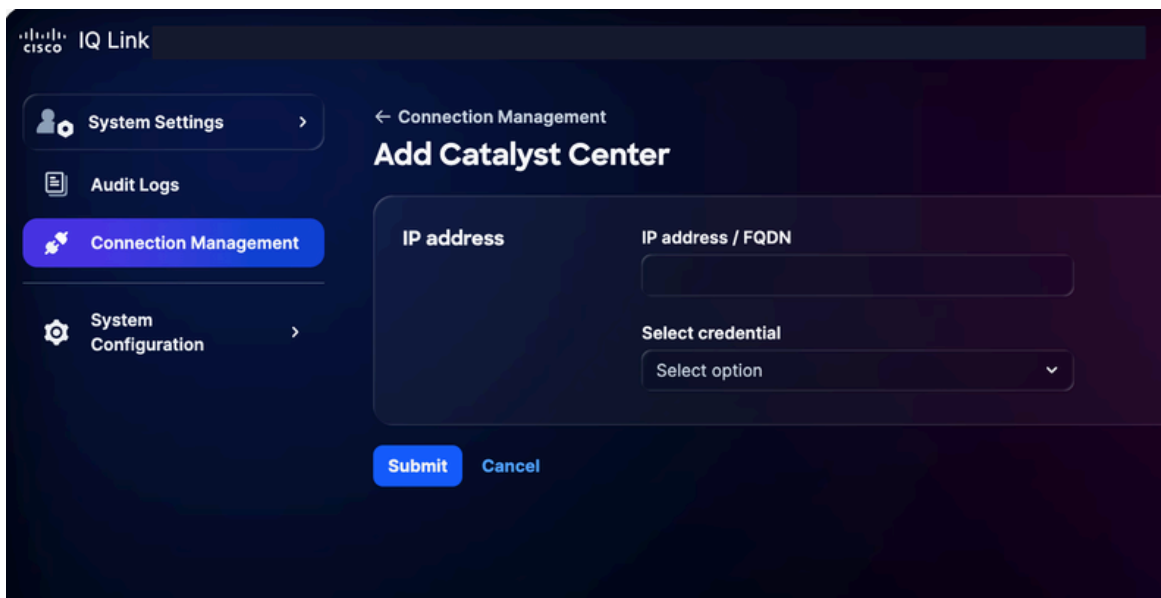 cisco IQ Link
System Settings
Audit Logs
Connection Management
System
Configuration
← Connection Management
Add Catalyst Center
IP address
IP address / FQDN
Select credential
Select option
Submit
Cancel